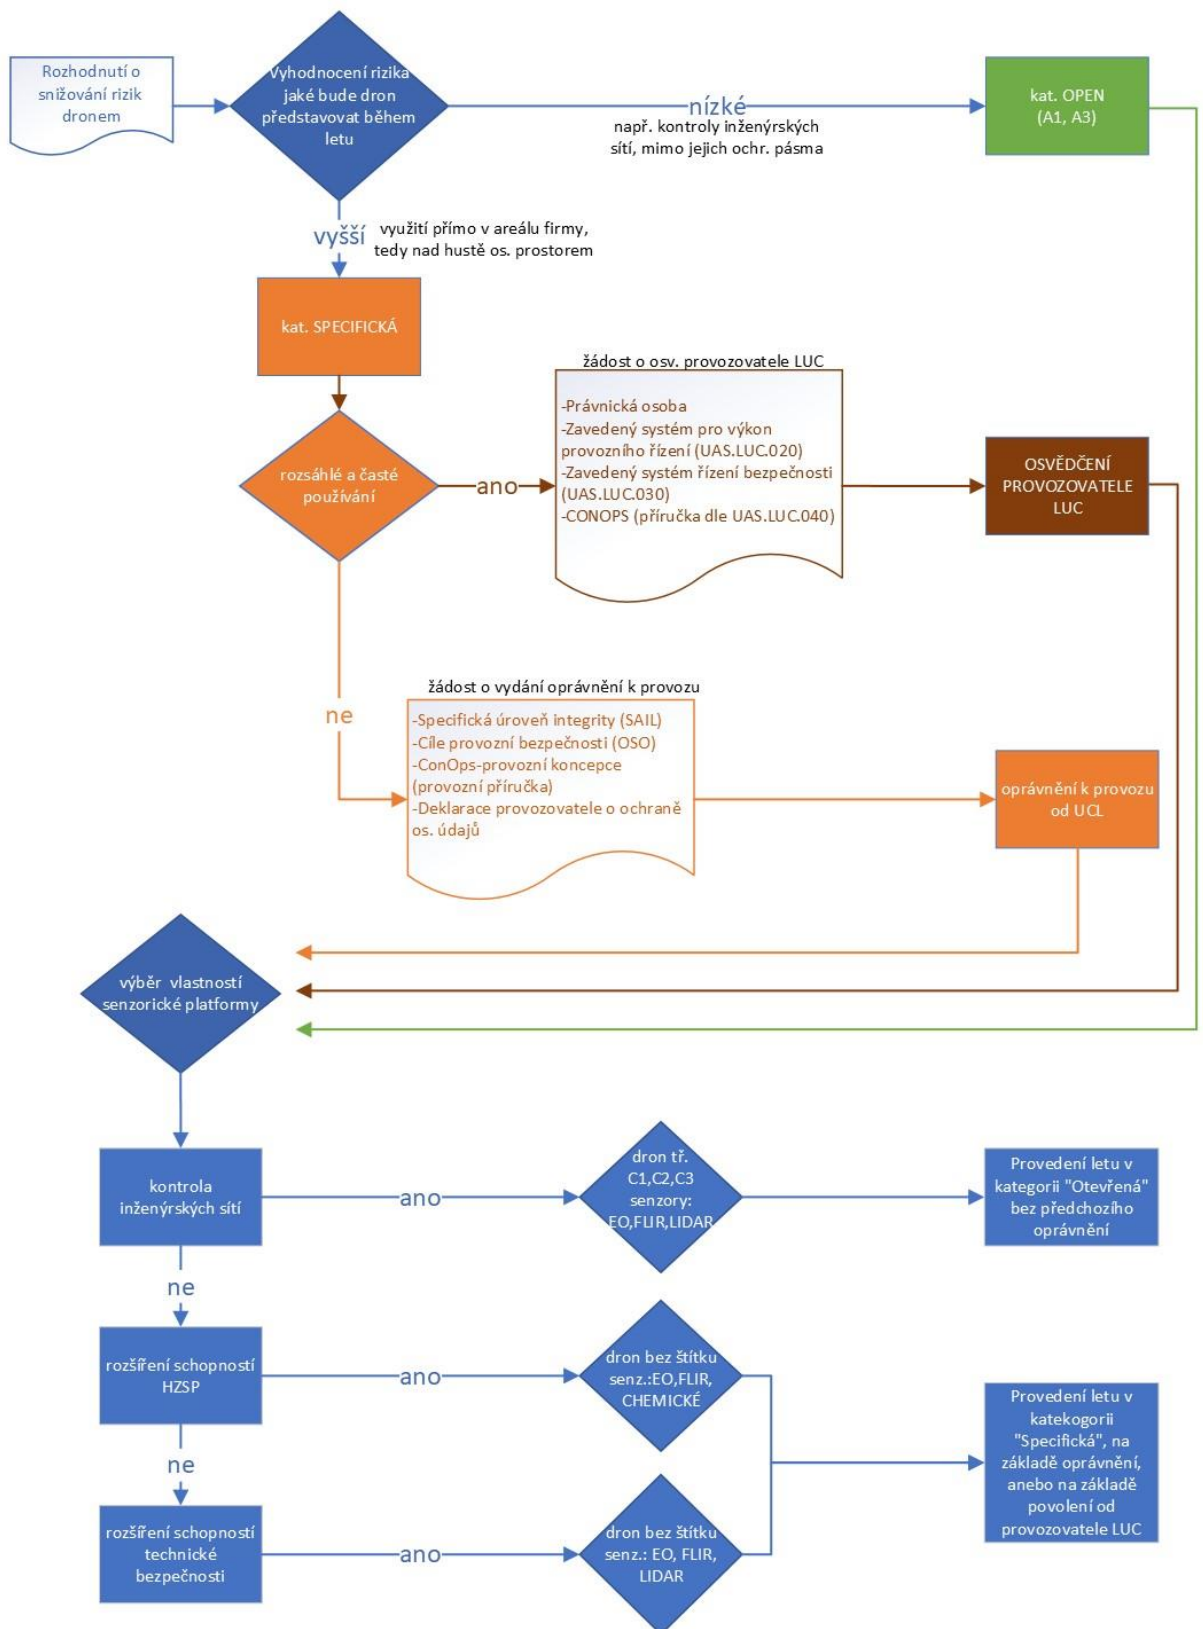 Rozhodnutí o
snižování rizik
dronem
Vyhodnocení rizika
jaké bude dron
představovat během
letu
nízké
např. kontroly inženýrských
sítí, mimo jejich ochr. pásma
kat. OPEN
(A1, A3)
vyšší
využití přímo v areálu firmy,
tedy nad hustě os. prostorem
kat. SPECIFICKÁ
rozsáhlé a časté
používání
ano
žádost o osv. provozovatele LUC
-Právnická osoba
-Zavedený systém pro výkon
provozního řízení (UAS.LUC.020)
-Zavedený systém řízení bezpečnosti
(UAS.LUC.030)
-CONOPS (příručka dle UAS.LUC.040)
OSVĚDČENÍ
PROVOZOVATELE
LUC
ne
žádost o vydání oprávnění k provozu
-Specifická úroveň integrity (SAIL)
-Cíle provozní bezpečnosti (OSO)
-ConOps-provozní koncepce
(provozní příručka)
-Deklarace provozovatele o ochraně
os. údajů
oprávnění k provozu
od UCL
výběr vlastností
senzorické platformy
kontrola
inženýrských sítí
ano
dron tř.
C1,C2,C3
senzory:
EO,FLIR,LIDAR
Provedení letu v
kategorii "Otevřená"
bez předchozího
oprávnění
ne
rozšíření schopností
HZSP
ano
dron bez štítku
senz.:EO,FLIR,
CHEMICKÉ
ne
rozšíření schopností
technické
bezpečnosti
ano
dron bez štítku
senz.: EO, FLIR,
LIDAR
Provedení letu v
katekogorii
"Specifická", na
základě oprávnění,
anebo na základě
povolení od
provozovatele LUC